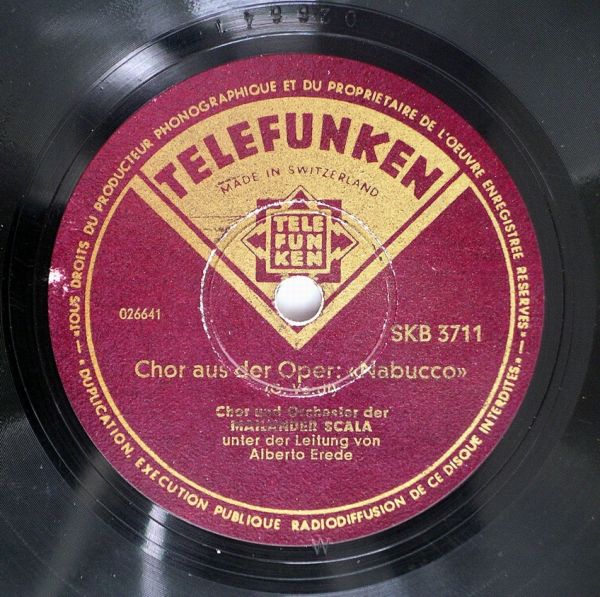 026641
«TOUS DROITS DU PRODUCTEUR PHONOGRAPHIQUE ET DU PROPRIETAIRE DE L'OEUVRE ENREGISTREE RESERVES»
TELEFUNKEN
MADE IN SWITZERLAND
TELE
FUN
KEN
026641
SKB 3711
Chor aus der Oper: «Nabucco»
Chor und Orchester der
MAILÄNDER SCALA
unter der Leitung von
Alberto Erede
DUPLICATION, EXECUTION PUBLIQUE RADIODIFFUSION DE CE DISQUE INTERDITES.
W